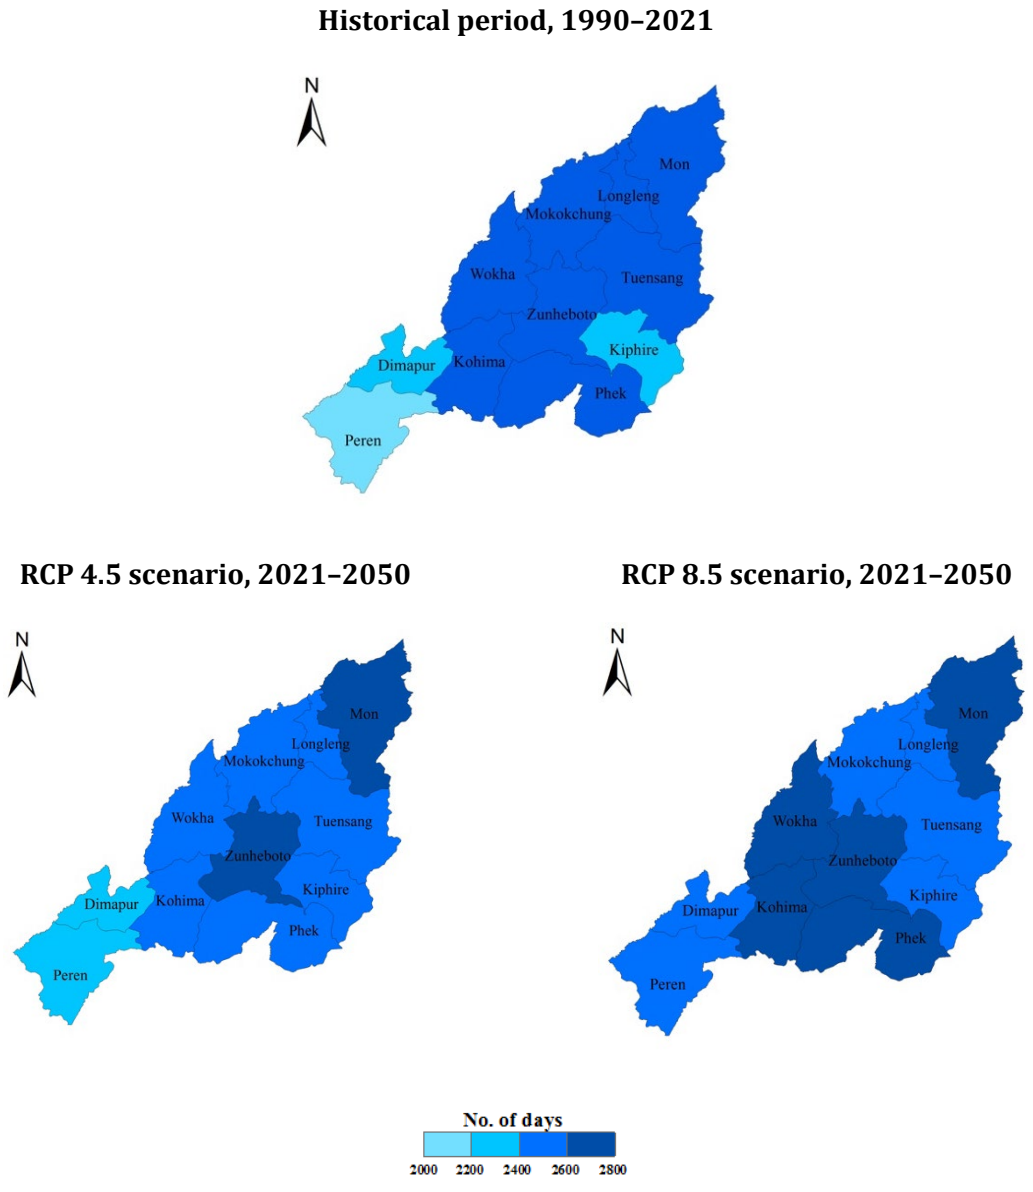 Historical period, 1990–2021
N
Mon
Longleng
Mokokchung
Wokha
Tuensang
Zunheboto
Kiphire
Dimapur
Kohima
Phek
Peren
RCP 4.5 scenario, 2021–2050
N
Mon
Longleng
Mokokchung
Wokha
Tuensang
Zunheboto
Kiphire
Dimapur
Kohima
Phek
Peren
RCP 8.5 scenario, 2021–2050
N
Mon
Longleng
Mokokchung
Wokha
Tuensang
Zunheboto
Kiphire
Dimapur
Kohima
Phek
Peren
No. of days
2000 2200 2400 2600 2800